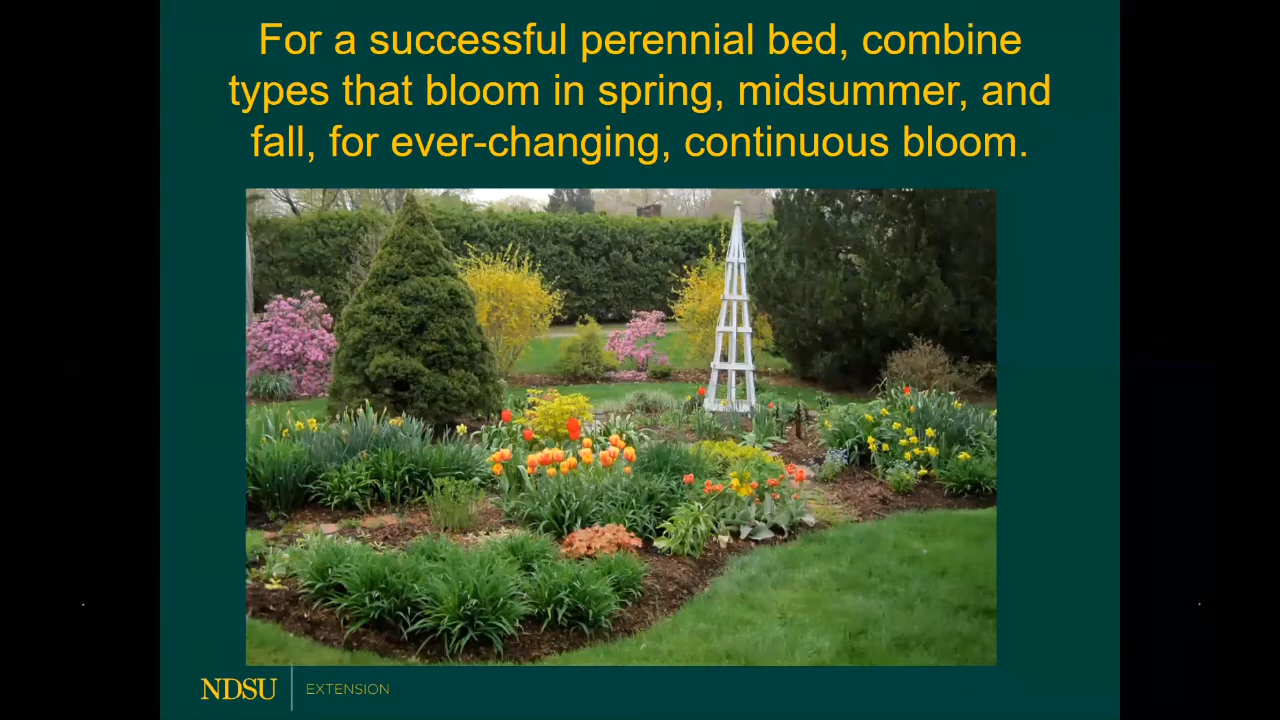 For a successful perennial bed, combine
types that bloom in spring, midsummer, and
fall, for ever-changing, continuous bloom.
NDSU EXTENSION